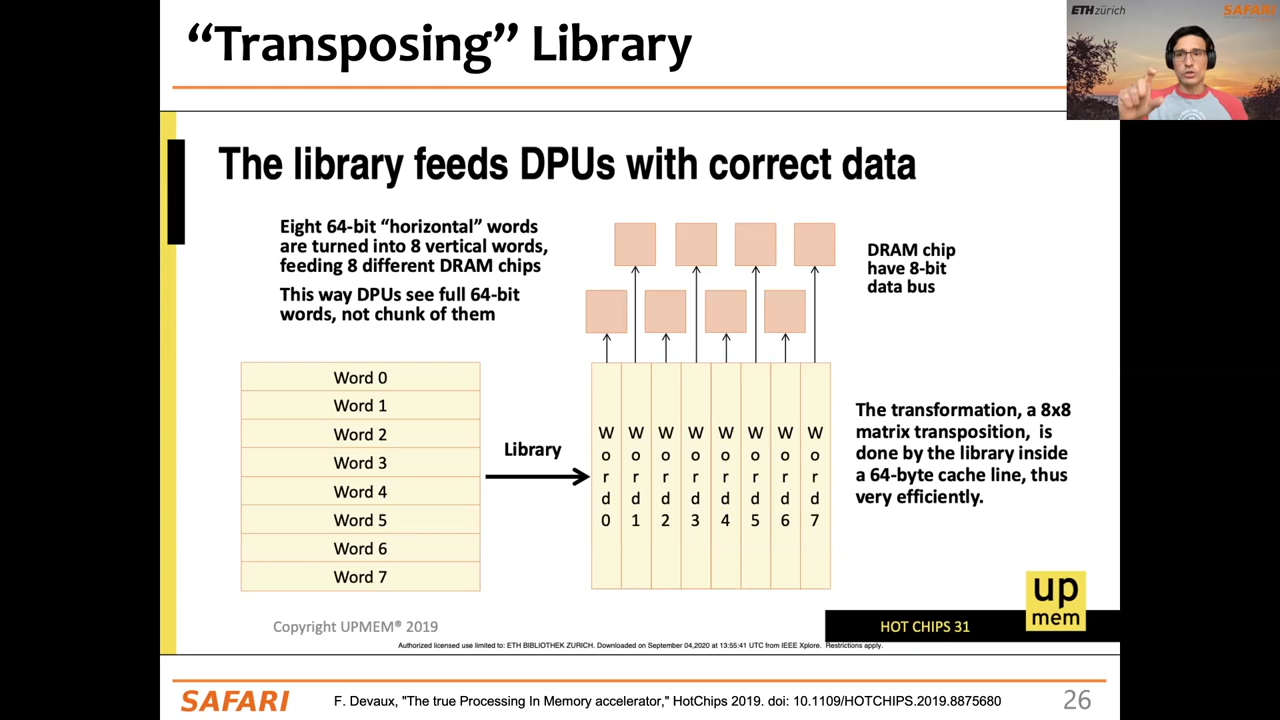 “Transposing” Library
ETH zürich
SAFARI
The library feeds DPUs with correct data
Eight 64-bit “horizontal” words
are turned into 8 vertical words,
feeding 8 different DRAM chips
This way DPUs see full 64-bit
words, not chunk of them
DRAM chip
have 8-bit
data bus
Word 0
Word 1
Word 2
Word 3
Word 4
Word 5
Word 6
Word 7
Library
Word 0
Word 1
Word 2
Word 3
Word 4
Word 5
Word 6
Word 7
The transformation, a 8x8
matrix transposition, is
done by the library inside
a 64-byte cache line, thus
very efficiently.
up
mem
Copyright UPMEM® 2019
HOT CHIPS 31
Authorized licensed use limited to: ETH BIBLIOTHEK ZURICH. Downloaded on September 04,2020 at 13:55:41 UTC from IEEE Xplore. Restrictions apply.
SAFARI
F. Devaux, "The true Processing In Memory accelerator," HotChips 2019. doi: 10.1109/HOTCHIPS.2019.8875680
26